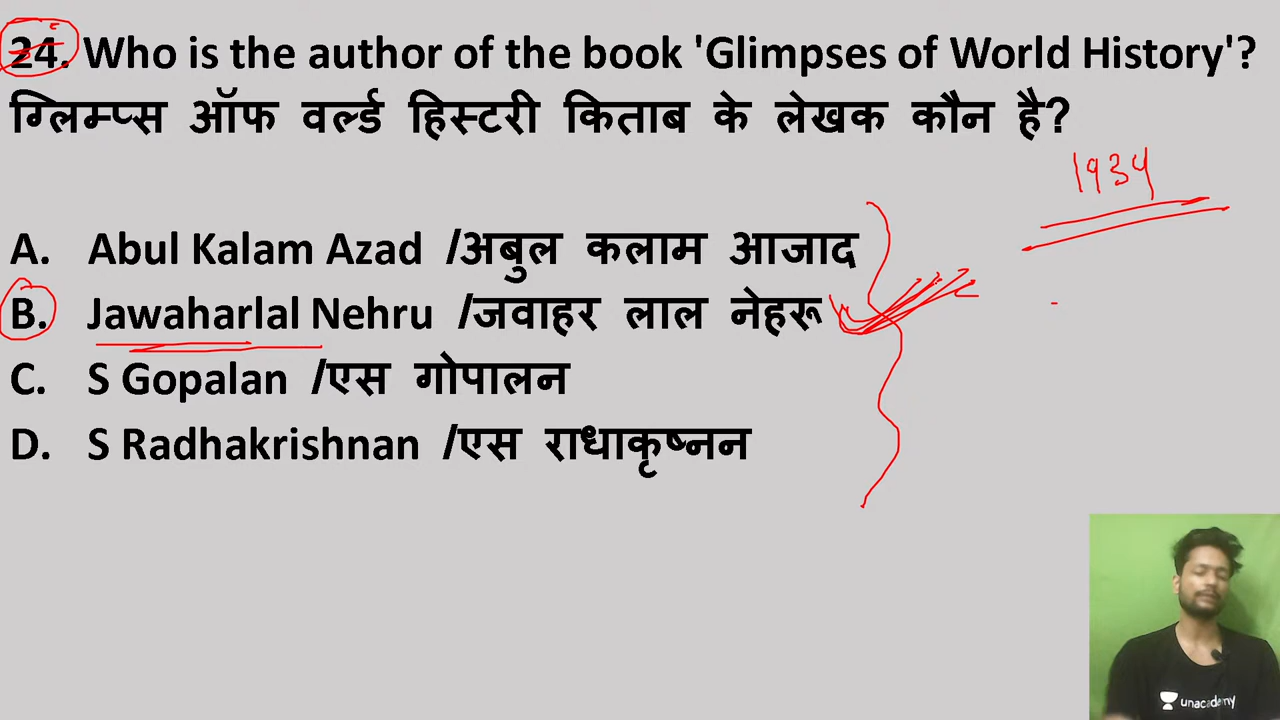 24. Who is the author of the book 'Glimpses of World History'?
ग्लिम्प्स ऑफ वर्ल्ड हिस्टरी किताब के लेखक कौन है?
1934
A. Abul Kalam Azad /अबुल कलाम आजाद
B. Jawaharlal Nehru /जवाहर लाल नेहरू
C. S Gopalan /एस गोपालन
D. S Radhakrishnan /एस राधाकृष्नन
unacademy